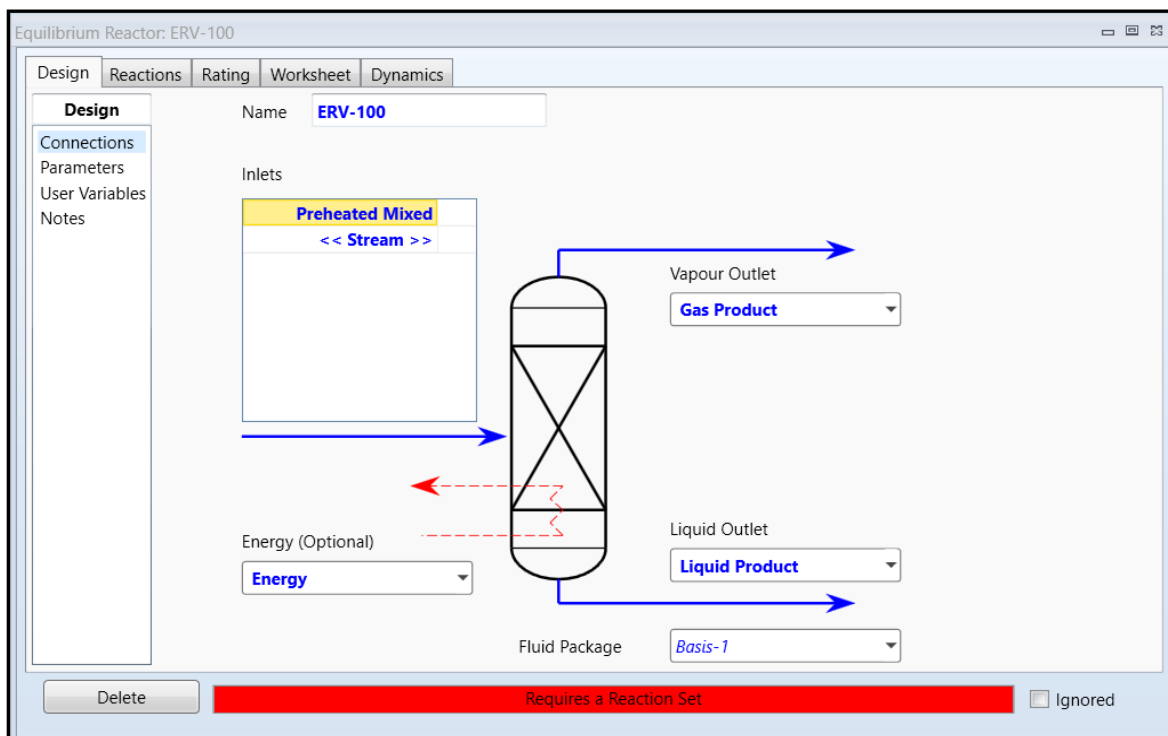 Equilibrium Reactor: ERV-100
Design Reactions Rating Worksheet Dynamics
Design
Connections
Parameters
User Variables
Notes
Name ERV-100
Inlets
Preheated Mixed
<< Stream >>
Vapour Outlet
Gas Product
Energy (Optional)
Energy
Liquid Outlet
Liquid Product
Fluid Package Basis-1
Delete Requires a Reaction Set Ignored